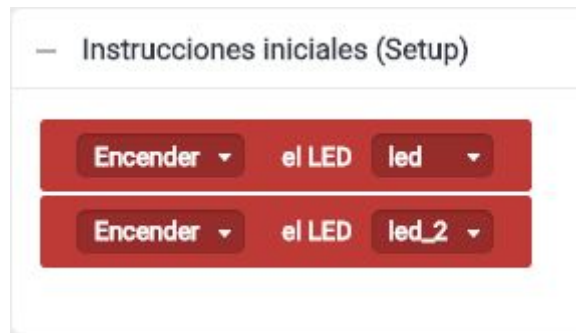 Instrucciones iniciales (Setup)
Encender el LED led
Encender el LED led_2